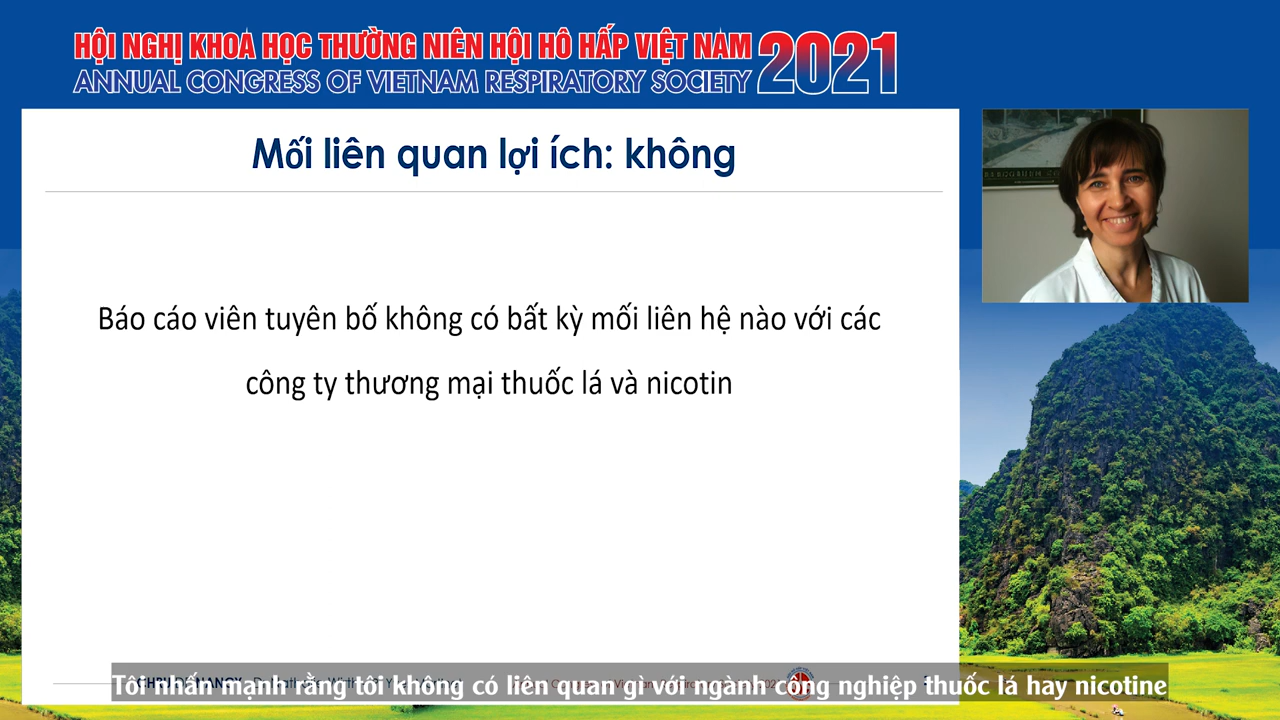 HỘI NGHỊ KHOA HỌC THƯỜNG NIÊN HỘI HÔ HẤP VIỆT NAM 2021
ANNUAL CONGRESS OF VIETNAM RESPIRATORY SOCIETY
Mối liên quan lợi ích: không
Báo cáo viên tuyên bố không có bất kỳ mối liên hệ nào với các
công ty thương mại thuốc lá và nicotin
Tôi nhấn mạnh rằng tôi không có liên quan gì với ngành công nghiệp thuốc lá hay nicotine